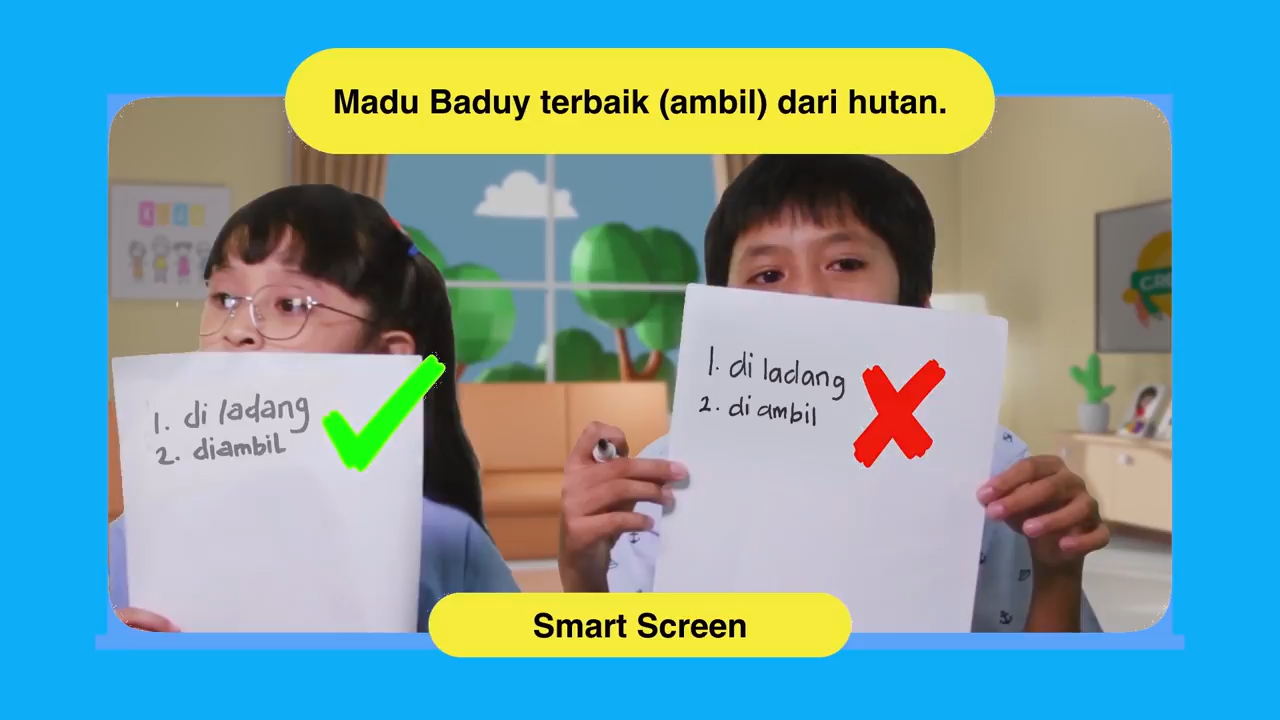 Madu Baduy terbaik (ambil) dari hutan.
1. di ladang
2. diambil
1. di ladang
2. di ambil
Smart Screen